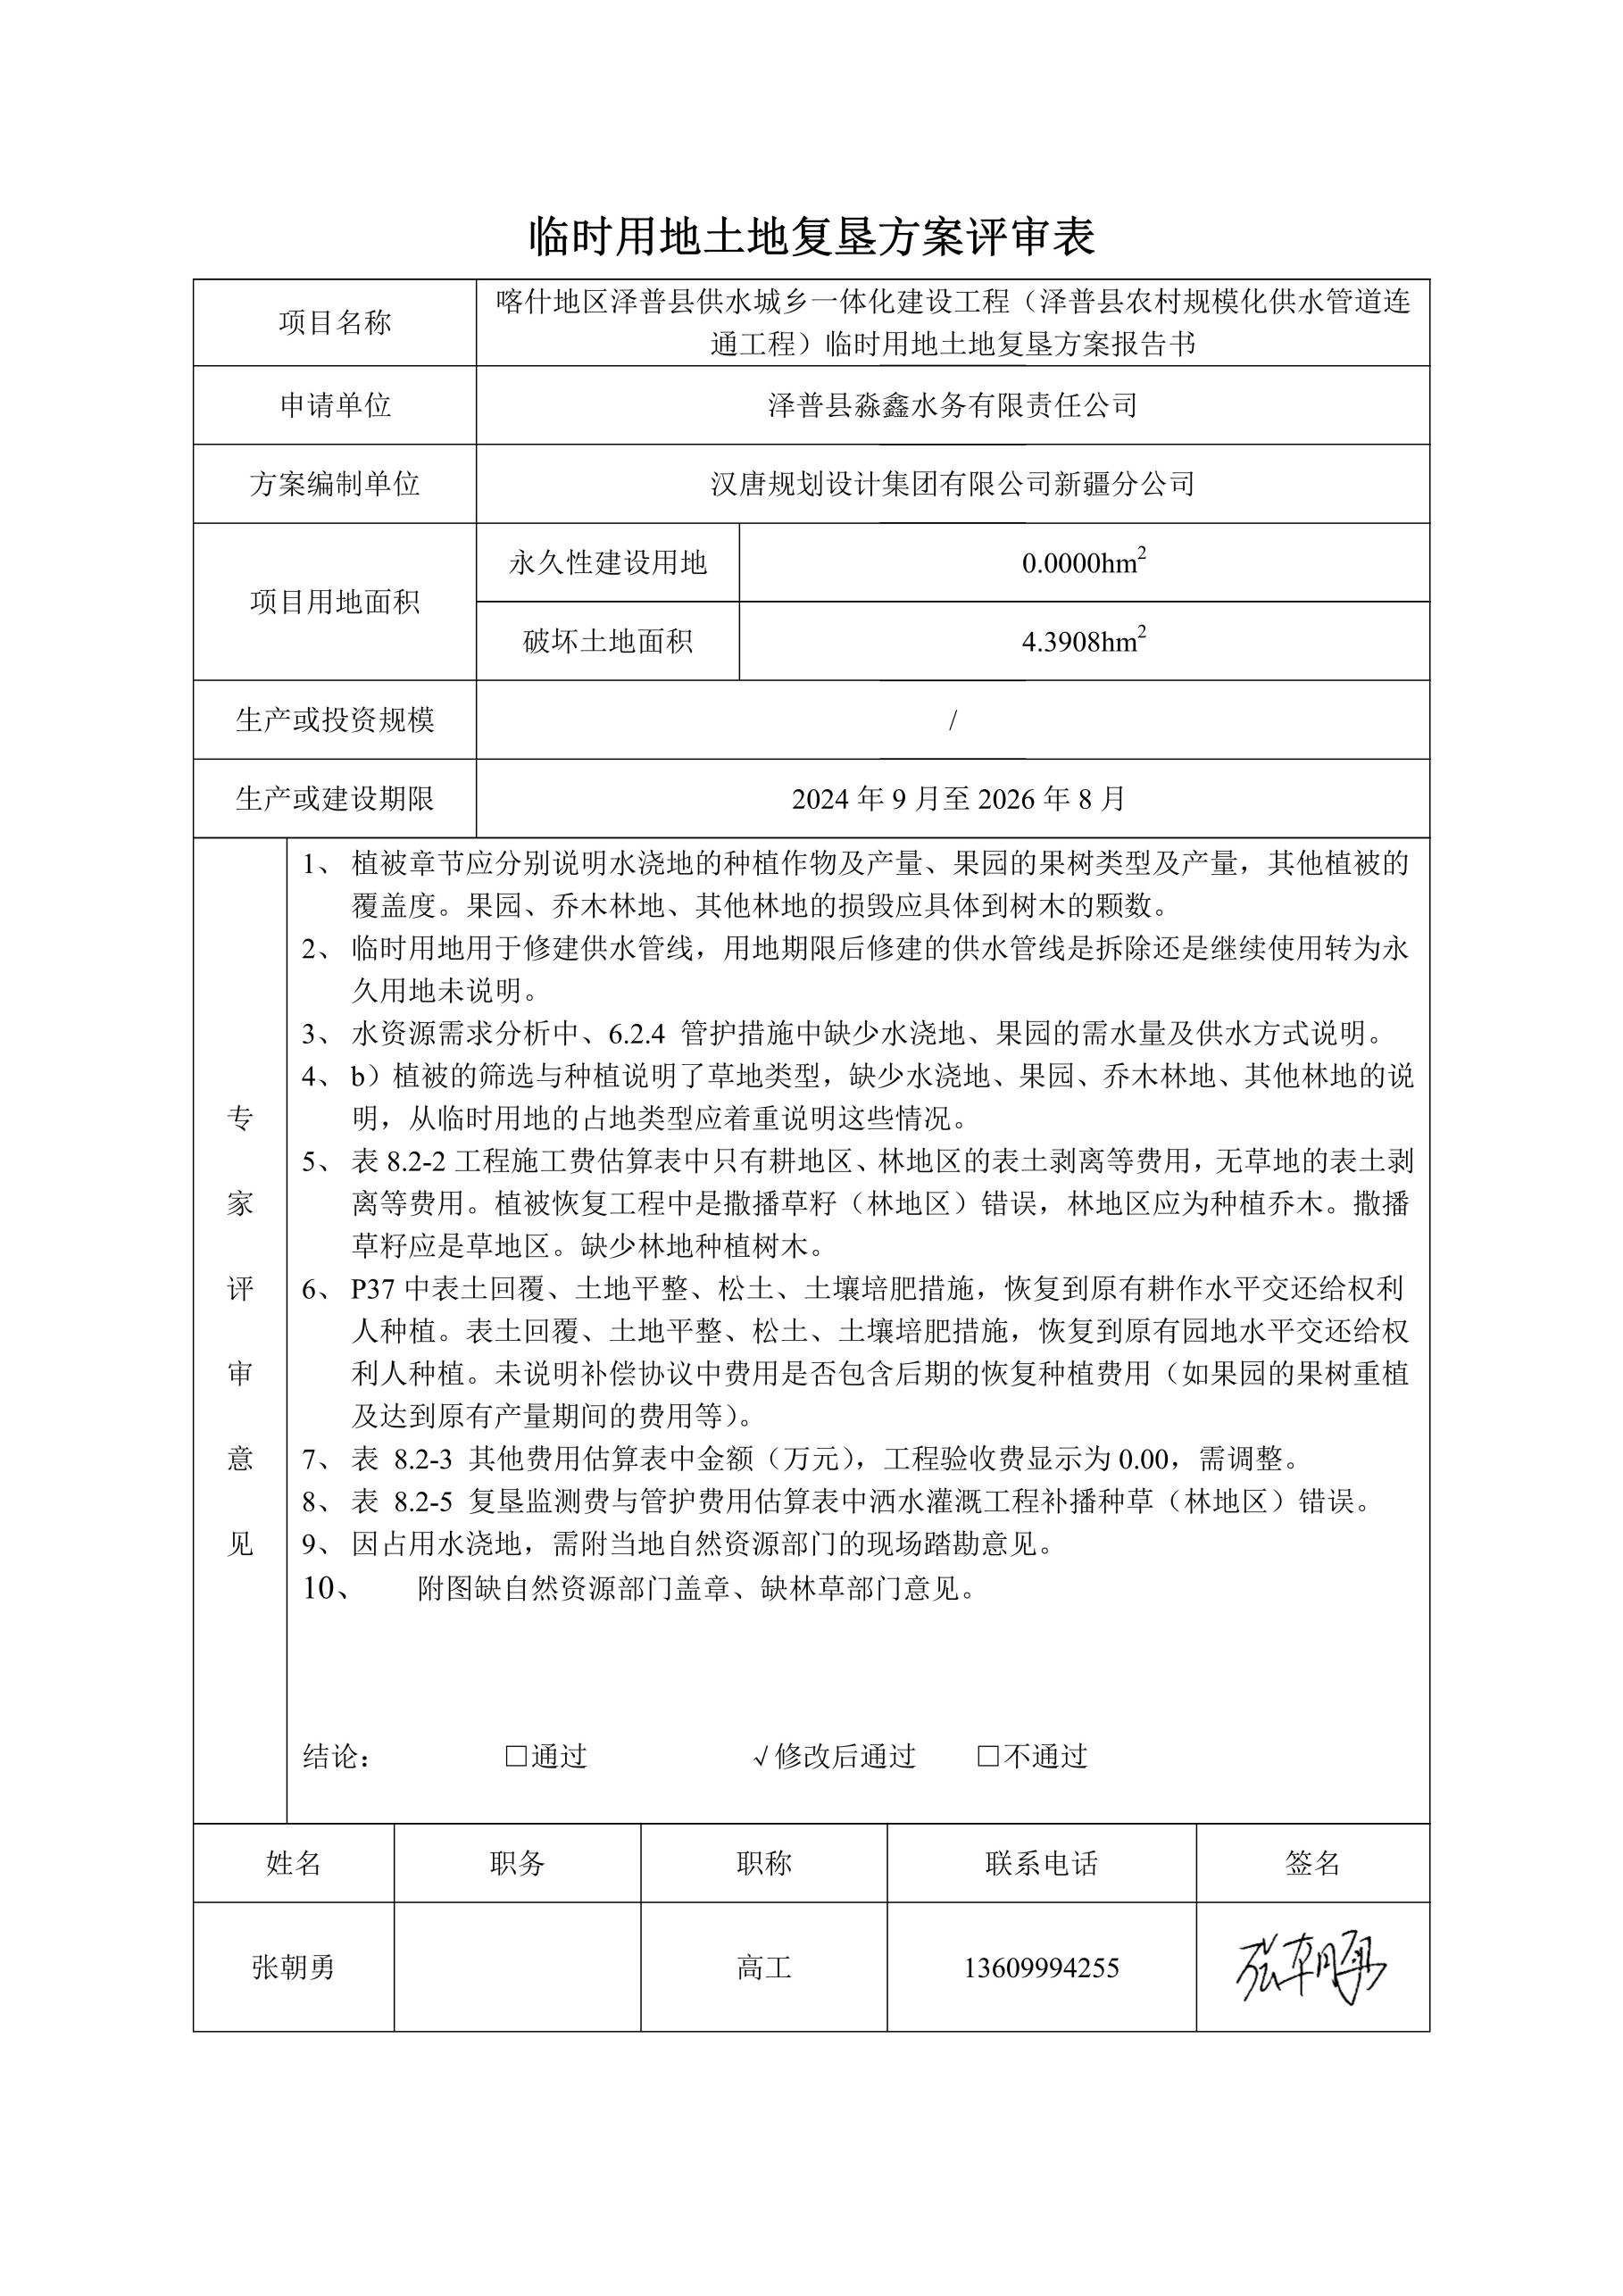 临时用地土地复垦方案评审表
项目名称
喀什地区泽普县供水城乡一体化建设工程（泽普县农村规模化供水管道连
通工程）临时用地土地复垦方案报告书
申请单位
泽普县淼鑫水务有限责任公司
方案编制单位
汉唐规划设计集团有限公司新疆分公司
项目用地面积
永久性建设用地
0.0000hm²
破坏土地面积
4.3908hm²
生产或投资规模
/
生产或建设期限
2024 年 9 月至 2026 年 8 月
专
家
评
审
意
见
1、 植被章节应分别说明水浇地的种植作物及产量、果园的果树类型及产量，其他植被的
覆盖度。果园、乔木林地、其他林地的损毁应具体到树木的颗数。
2、 临时用地用于修建供水管线，用地期限后修建的供水管线是拆除还是继续使用转为永
久用地未说明。
3、 水资源需求分析中、6.2.4 管护措施中缺少水浇地、果园的需水量及供水方式说明。
4、 b）植被的筛选与种植说明了草地类型，缺少水浇地、果园、乔木林地、其他林地的说
明，从临时用地的占地类型应着重说明这些情况。
5、 表 8.2-2 工程施工费估算表中只有耕地区、林地区的表土剥离等费用，无草地的表土剥
离等费用。植被恢复工程中是撒播草籽（林地区）错误，林地区应为种植乔木。撒播
草籽应是草地区。缺少林地种植树木。
6、 P37 中表土回覆、土地平整、松土、土壤培肥措施，恢复到原有耕作水平交还给权利
人种植。表土回覆、土地平整、松土、土壤培肥措施，恢复到原有园地水平交还给权
利人种植。未说明补偿协议中费用是否包含后期的恢复种植费用（如果园的果树重植
及达到原有产量期间的费用等）。
7、 表 8.2-3 其他费用估算表中金额（万元），工程验收费显示为 0.00，需调整。
8、 表 8.2-5 复垦监测费与管护费用估算表中洒水灌溉工程补播种草（林地区）错误。
9、 因占用水浇地，需附当地自然资源部门的现场踏勘意见。
10、 附图缺自然资源部门盖章、缺林草部门意见。
结论： □通过 √修改后通过 □不通过
姓名 职务 职称 联系电话 签名
张朝勇 高工 13609994255 张朝勇